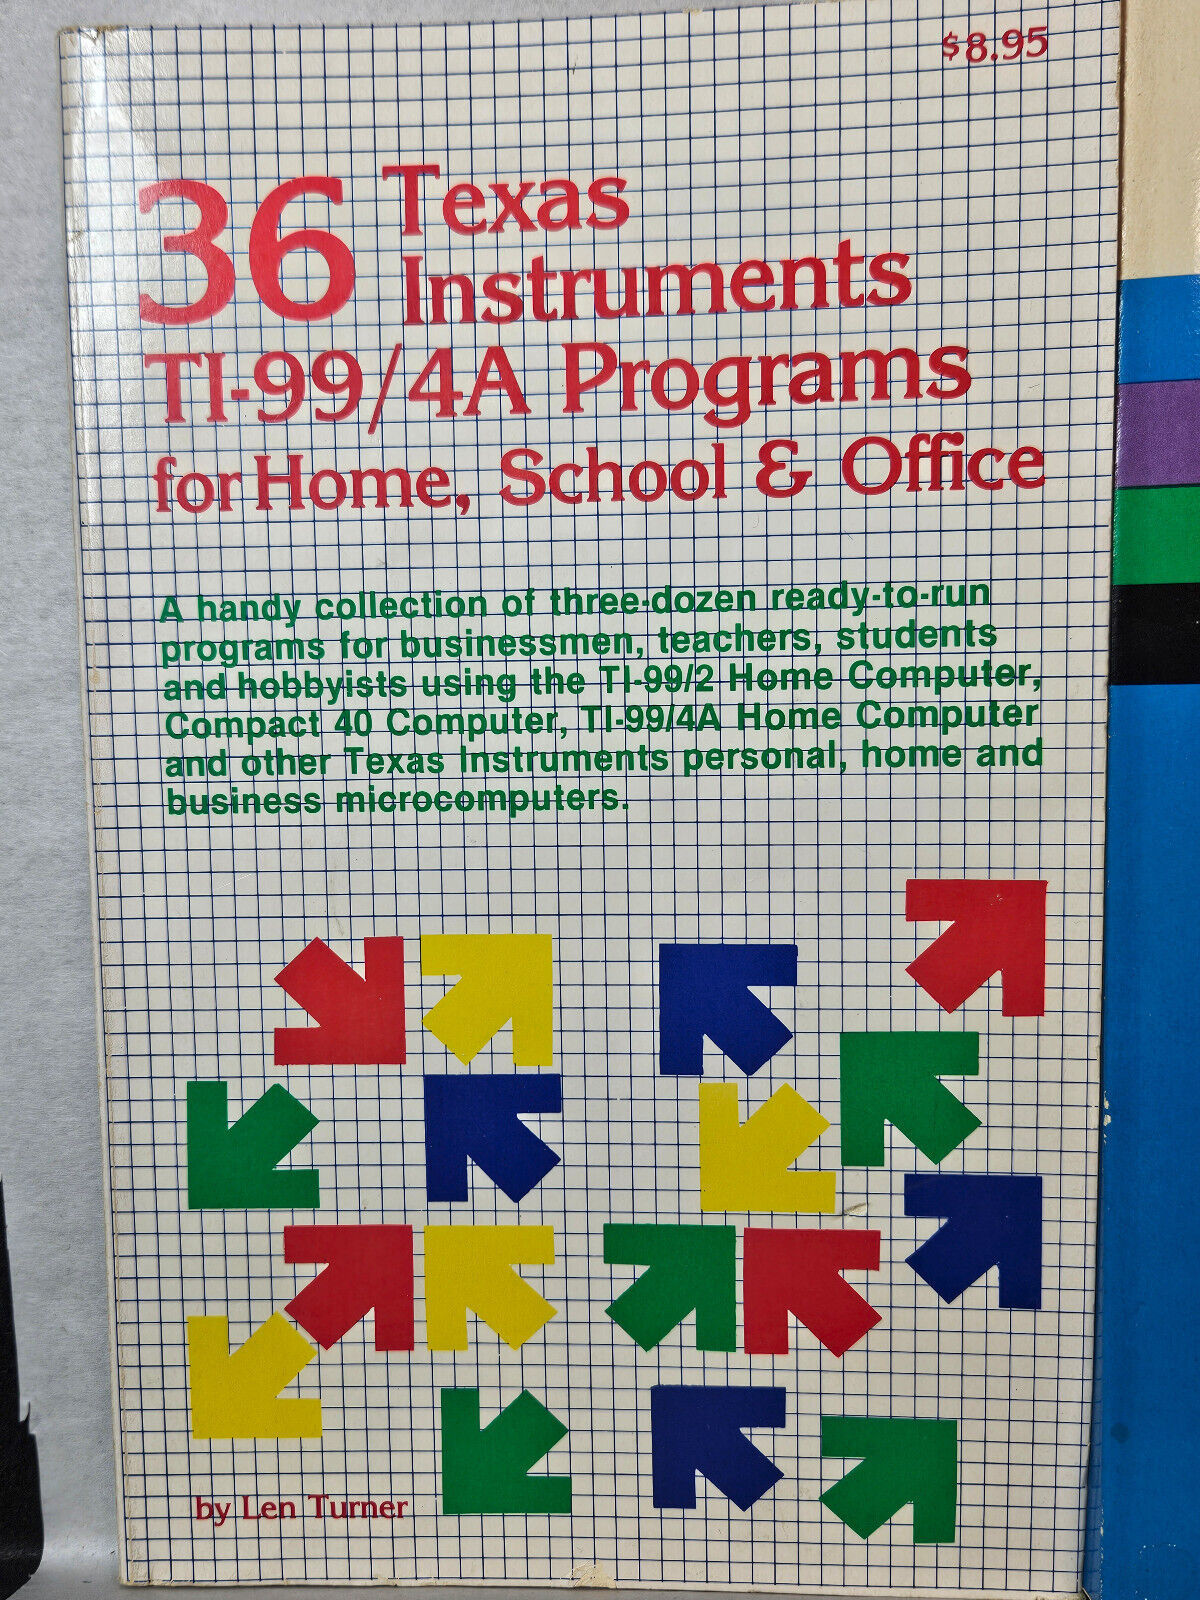 $8.95
36 Texas
Instruments
TI-99/4A Programs
for Home, School & Office
A handy collection of three-dozen ready-to-run
programs for businessmen, teachers, students
and hobbyists using the TI-99/2 Home Computer,
Compact 40 Computer, TI-99/4A Home Computer
and other Texas Instruments personal, home and
business microcomputers.
by Len Turner